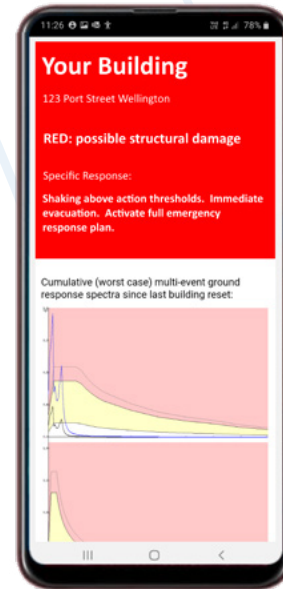 11:26
78%
Your Building
123 Port Street Wellington
RED: possible structural damage
Specific Response:
Shaking above action thresholds. Immediate
evacuation. Activate full emergency
response plan.
Cumulative (worst case) multi-event ground
response spectra since last building reset: